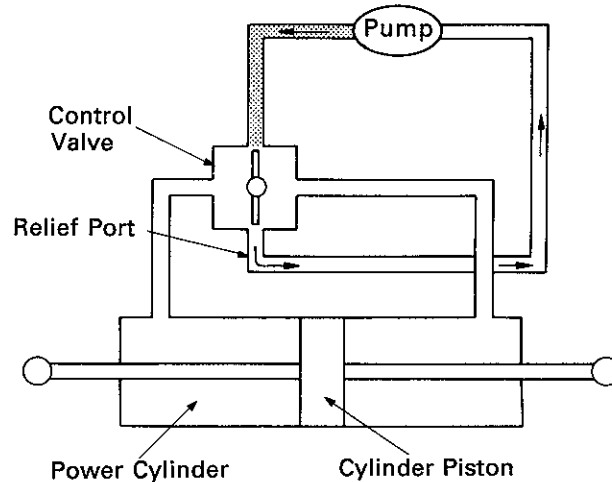 Pump
Control
Valve
Relief Port
Power Cylinder
Cylinder Piston